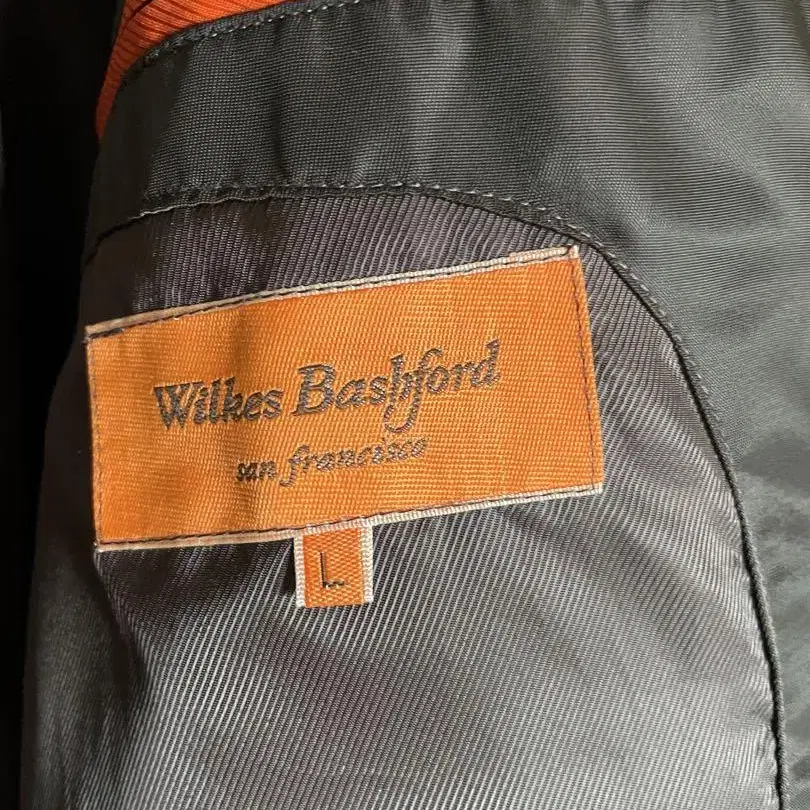 Wilkes Bashford
san francisco
L